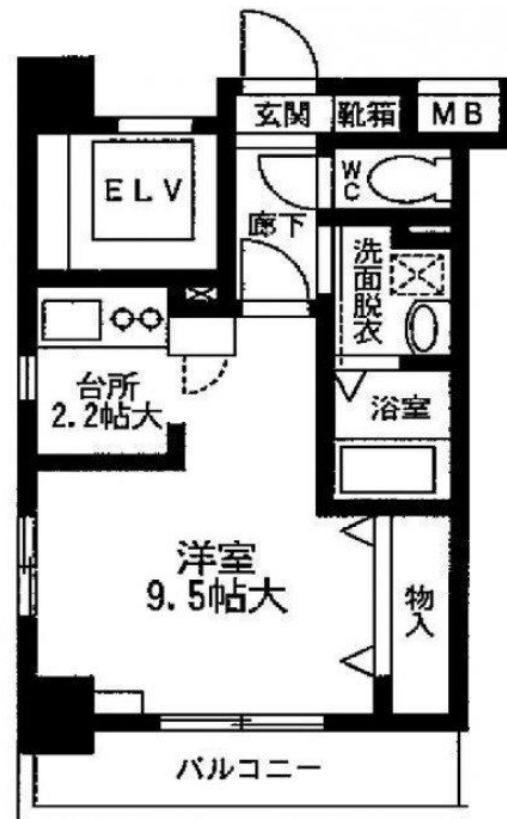 玄関
靴箱
MB
ELV
WC
廊下
洗面脱衣
台所
2.2帖大
浴室
洋室
9.5帖大
物入
バルコニー